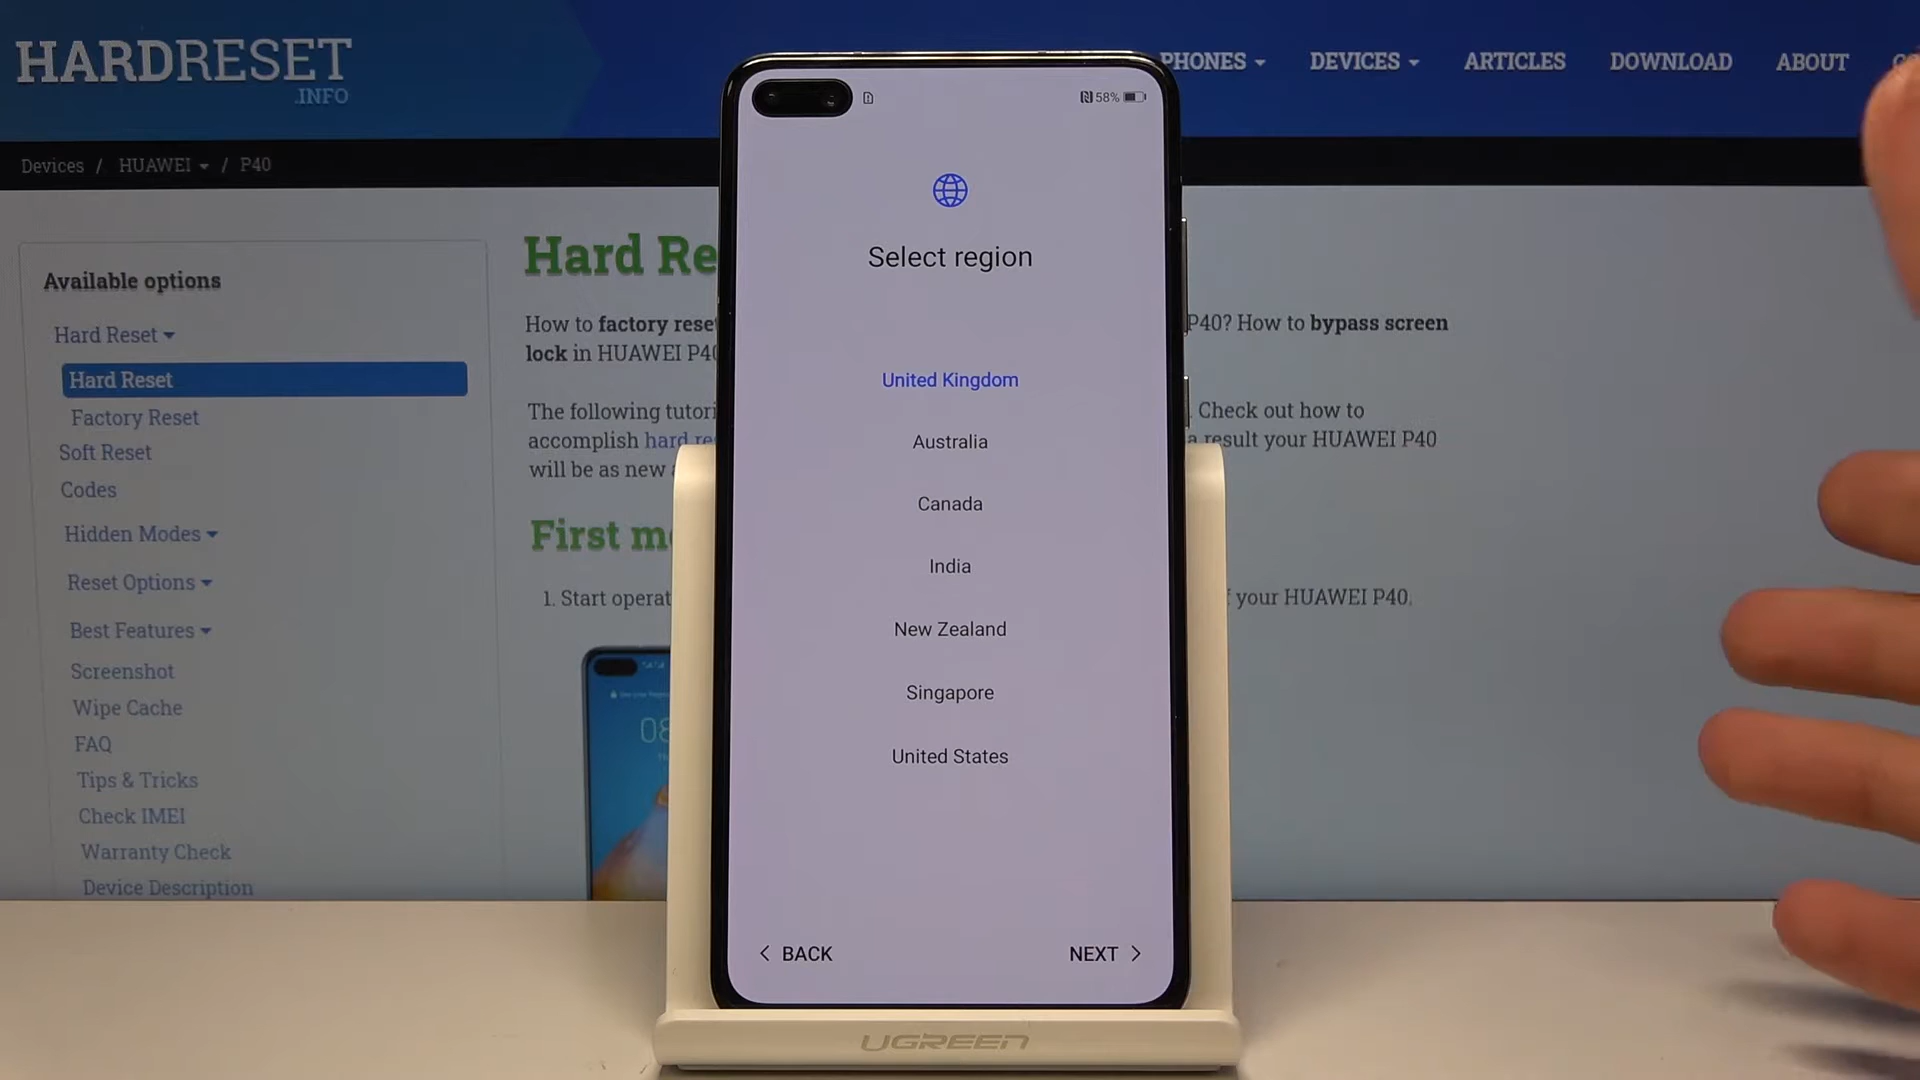 HARDRESET
.INFO
PHONES
DEVICES
ARTICLES
DOWNLOAD
ABOUT
Devices / HUAWEI / P40
Available options
Hard Reset
Hard Reset
Factory Reset
Soft Reset
Codes
Hidden Modes
Reset Options
Best Features
Screenshot
Wipe Cache
FAQ
Tips & Tricks
Check IMEI
Warranty Check
Device Description
Hard Re
How to factory reset P40? How to bypass screen
lock in HUAWEI P40
The following tutori . Check out how to
accomplish hard re a result your HUAWEI P40
will be as new
First m
1. Start operat your HUAWEI P40.
08
58%
Select region
United Kingdom
Australia
Canada
India
New Zealand
Singapore
United States
< BACK
NEXT >
UGREEN